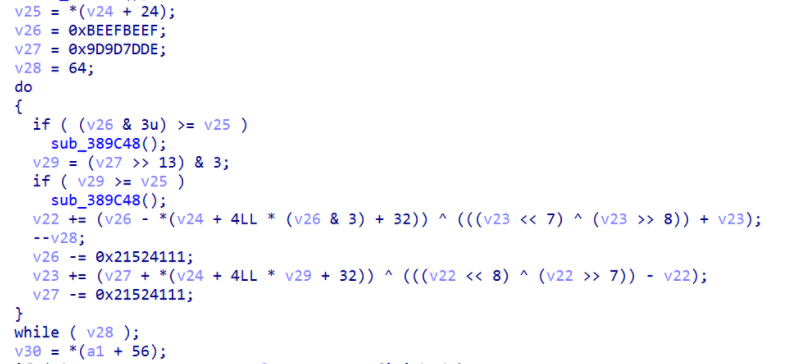 v25 = *(v24 + 24);
v26 = 0xBEEFBEEF;
v27 = 0x9D9D7DDE;
v28 = 64;
do
{
if ( (v26 & 3u) >= v25 )
sub_389C48();
v29 = (v27 >> 13) & 3;
if ( v29 >= v25 )
sub_389C48();
v22 += (v26 - *(v24 + 4LL * (v26 & 3) + 32)) ^ (((v23 << 7) ^ (v23 >> 8)) + v23);
--v28;
v26 -= 0x21524111;
v23 += (v27 + *(v24 + 4LL * v29 + 32)) ^ (((v22 << 8) ^ (v22 >> 7)) - v22);
v27 -= 0x21524111;
}
while ( v28 );
v30 = *(a1 + 56);